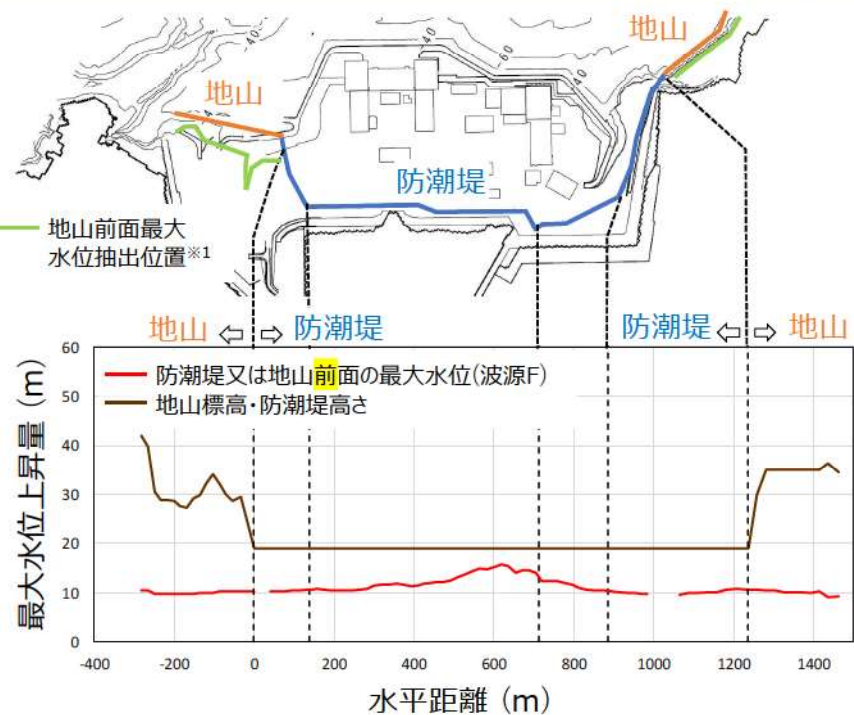 地山
地山
防潮堤
地山前面最大
水位抽出位置※1
地山 ⇦ ⇨ 防潮堤
防潮堤 ⇦ ⇨ 地山
防潮堤又は地山前面の最大水位(波源F)
地山標高・防潮堤高さ
最大水位上昇量 (m)
60
50
40
30
20
10
0
-400 -200 0 200 400 600 800 1000 1200 1400
水平距離 (m)